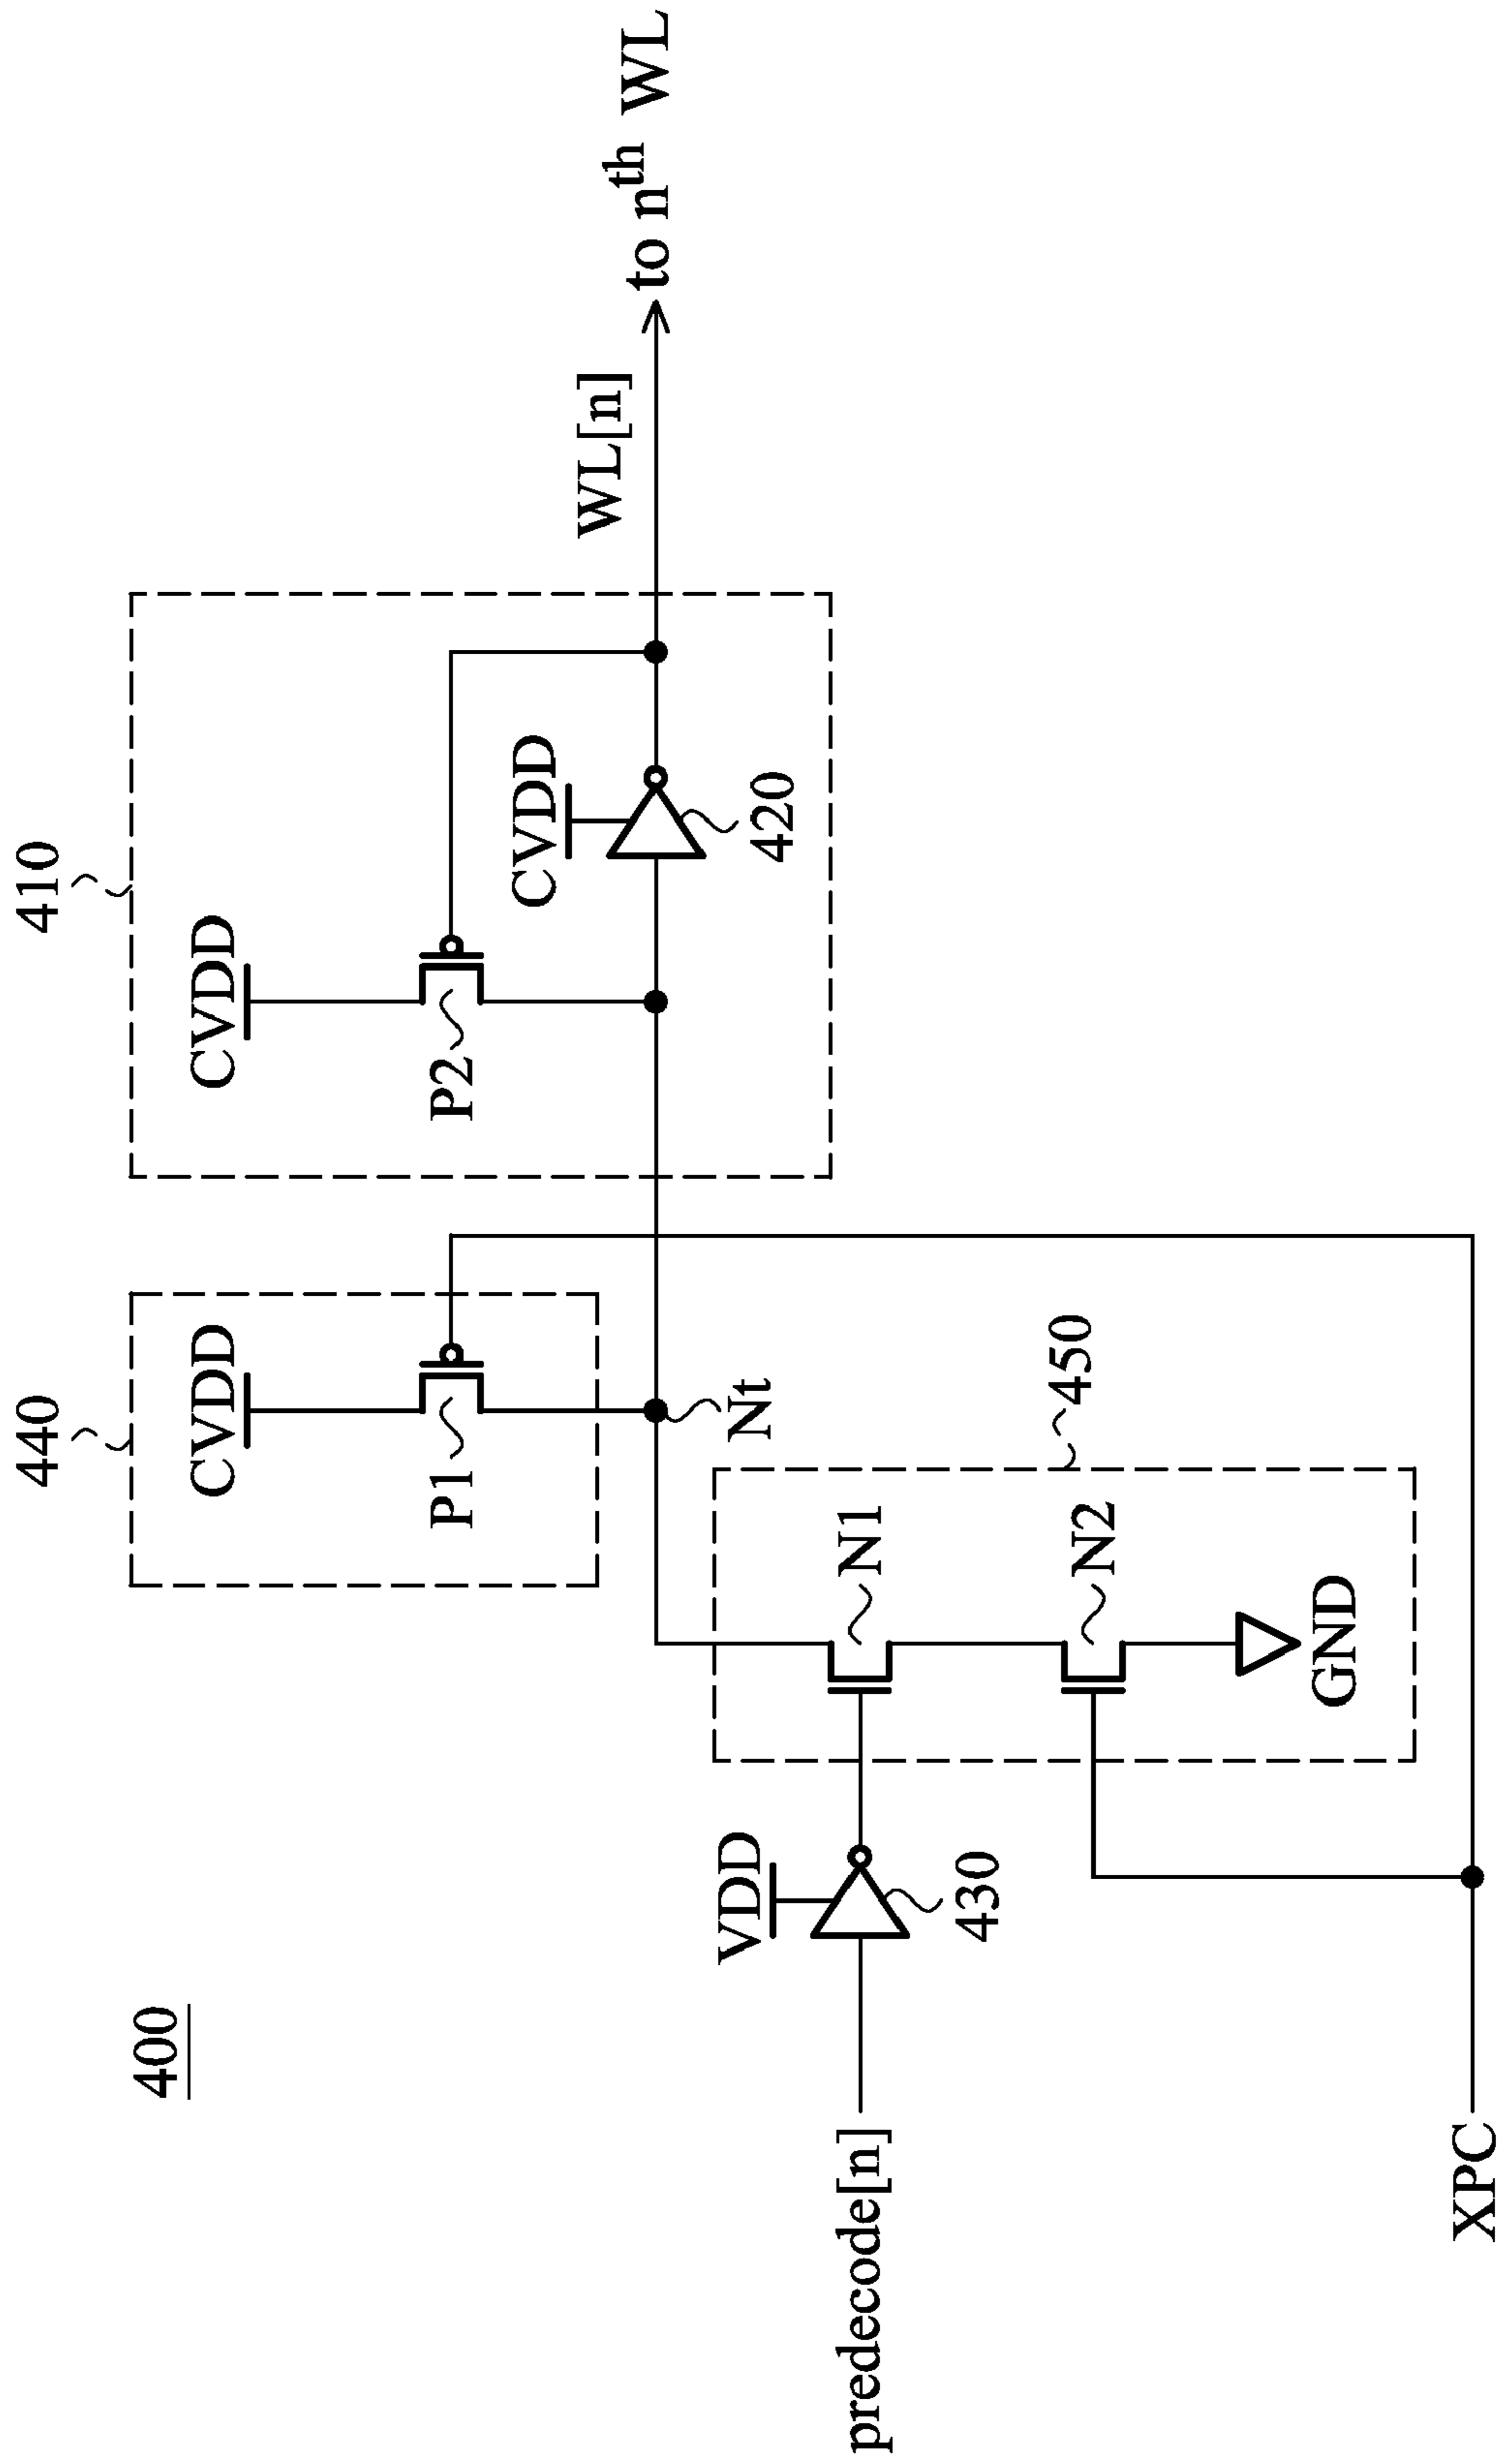 400
440
410
CVDD
CVDD
P1
P2
CVDD
420
WL[n]
to nth WL
Nt
VDD
430
predecode[n]
N1
450
N2
GND
XPC